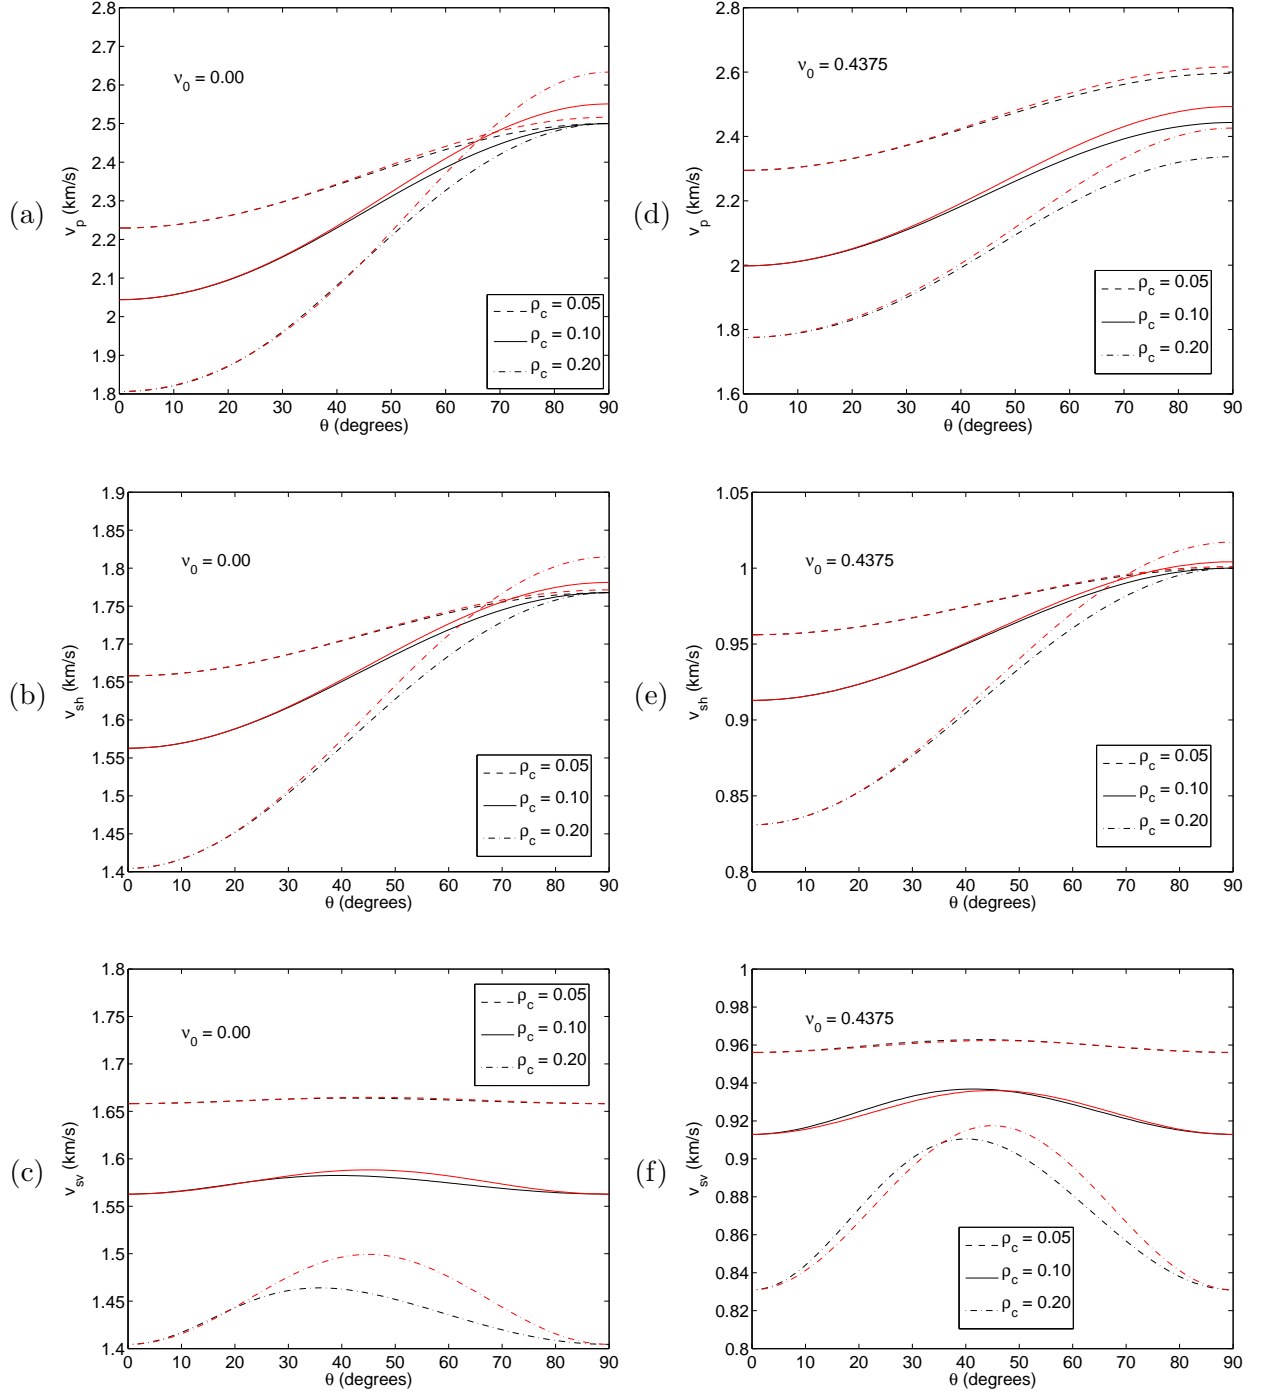 (a)
v_p (km/s)
2.8
2.7
2.6
2.5
2.4
2.3
2.2
2.1
2
1.9
1.8
ν_0 = 0.00
ρ_c = 0.05
ρ_c = 0.10
ρ_c = 0.20
0 10 20 30 40 50 60 70 80 90
θ (degrees)
(d)
v_p (km/s)
2.8
2.6
2.4
2.2
2
1.8
1.6
ν_0 = 0.4375
ρ_c = 0.05
ρ_c = 0.10
ρ_c = 0.20
0 10 20 30 40 50 60 70 80 90
θ (degrees)
(b)
v_sh (km/s)
1.9
1.85
1.8
1.75
1.7
1.65
1.6
1.55
1.5
1.45
1.4
ν_0 = 0.00
ρ_c = 0.05
ρ_c = 0.10
ρ_c = 0.20
0 10 20 30 40 50 60 70 80 90
θ (degrees)
(e)
v_sh (km/s)
1.05
1
0.95
0.9
0.85
0.8
ν_0 = 0.4375
ρ_c = 0.05
ρ_c = 0.10
ρ_c = 0.20
0 10 20 30 40 50 60 70 80 90
θ (degrees)
(c)
v_sv (km/s)
1.8
1.75
1.7
1.65
1.6
1.55
1.5
1.45
1.4
ν_0 = 0.00
ρ_c = 0.05
ρ_c = 0.10
ρ_c = 0.20
0 10 20 30 40 50 60 70 80 90
θ (degrees)
(f)
v_sv (km/s)
1
0.98
0.96
0.94
0.92
0.9
0.88
0.86
0.84
0.82
0.8
ν_0 = 0.4375
ρ_c = 0.05
ρ_c = 0.10
ρ_c = 0.20
0 10 20 30 40 50 60 70 80 90
θ (degrees)